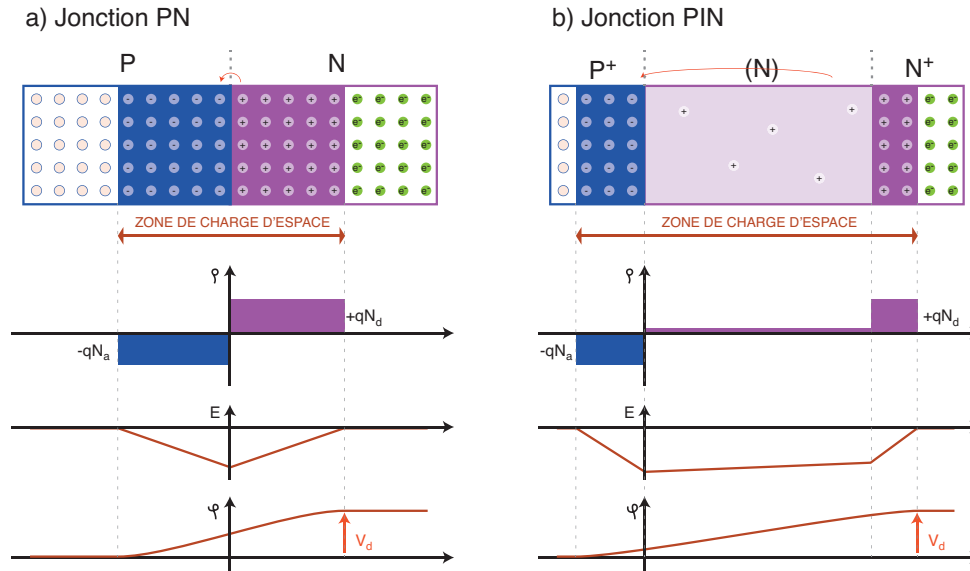 a) Jonction PN
P
N
- - - - - + + + + + e- e- e- e-
- - - - - + + + + + e- e- e- e-
- - - - - + + + + + e- e- e- e-
- - - - - + + + + + e- e- e- e-
- - - - - + + + + + e- e- e- e-
ZONE DE CHARGE D'ESPACE
ρ
+qNd
-qNa
E
φ
Vd
b) Jonction PIN
P+
(N)
N+
- - - + + + e- e-
- - - + + + e- e-
- - - + + + e- e-
- - - + + + e- e-
- - - + + + e- e-
ZONE DE CHARGE D'ESPACE
ρ
+qNd
-qNa
E
φ
Vd